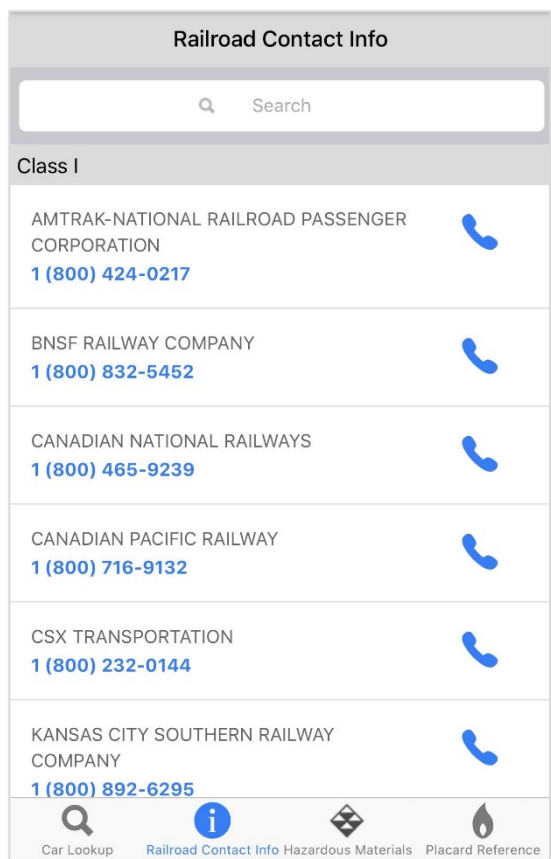 Railroad Contact Info
Search
Class I
AMTRAK-NATIONAL RAILROAD PASSENGER
CORPORATION
1 (800) 424-0217
BNSF RAILWAY COMPANY
1 (800) 832-5452
CANADIAN NATIONAL RAILWAYS
1 (800) 465-9239
CANADIAN PACIFIC RAILWAY
1 (800) 716-9132
CSX TRANSPORTATION
1 (800) 232-0144
KANSAS CITY SOUTHERN RAILWAY
COMPANY
1 (800) 892-6295
Car Lookup Railroad Contact Info Hazardous Materials Placard Reference